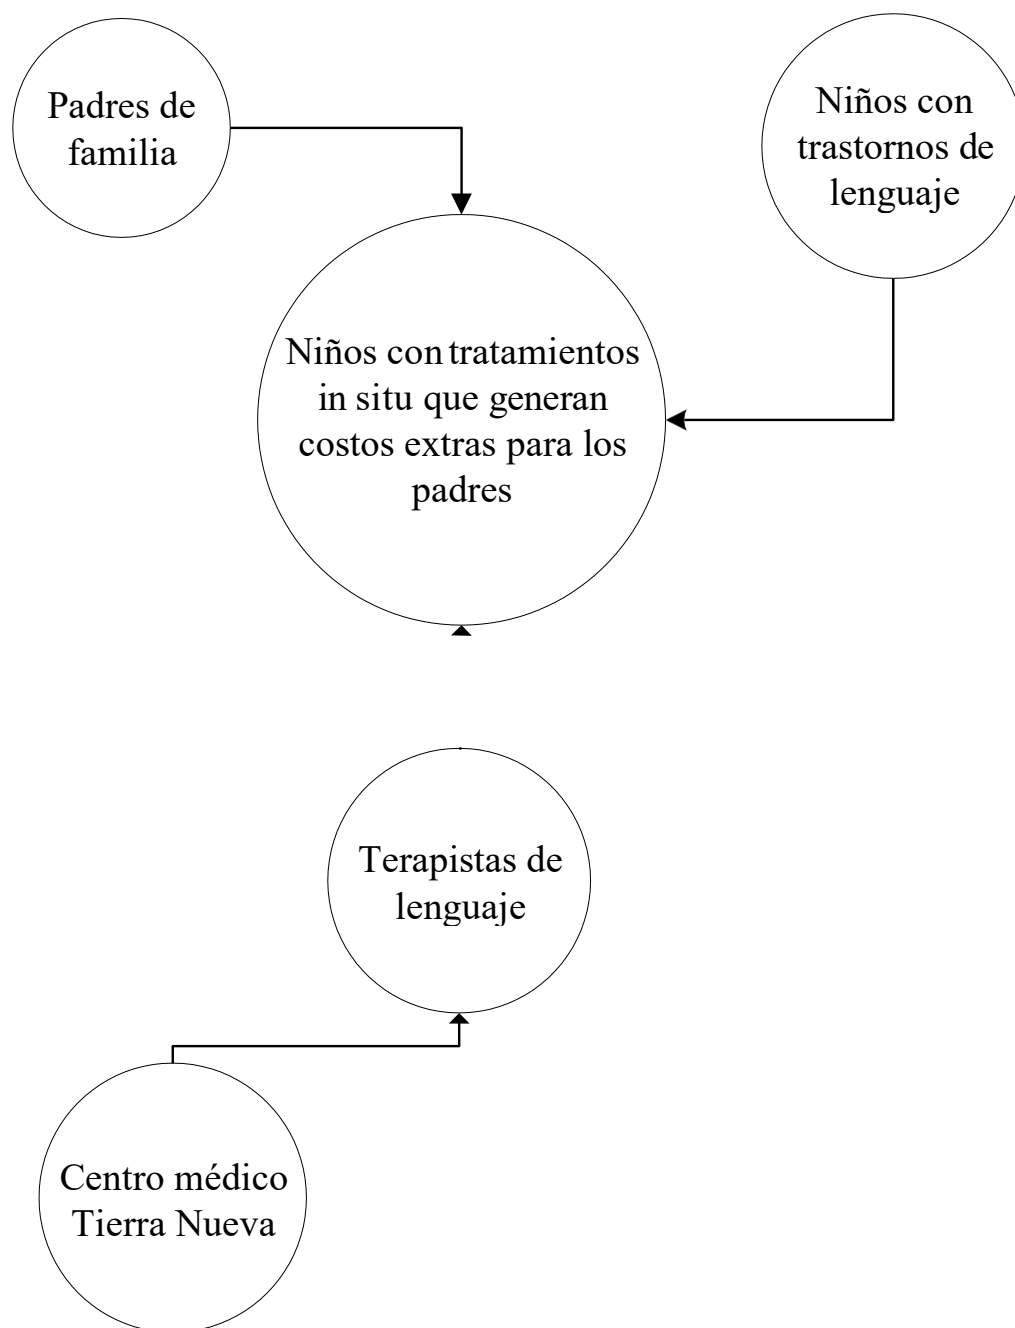 Padres de
familia
Niños con
trastornos de
lenguaje
Niños con tratamientos
in situ que generan
costos extras para los
padres
Terapistas de
lenguaje
Centro médico
Tierra Nueva